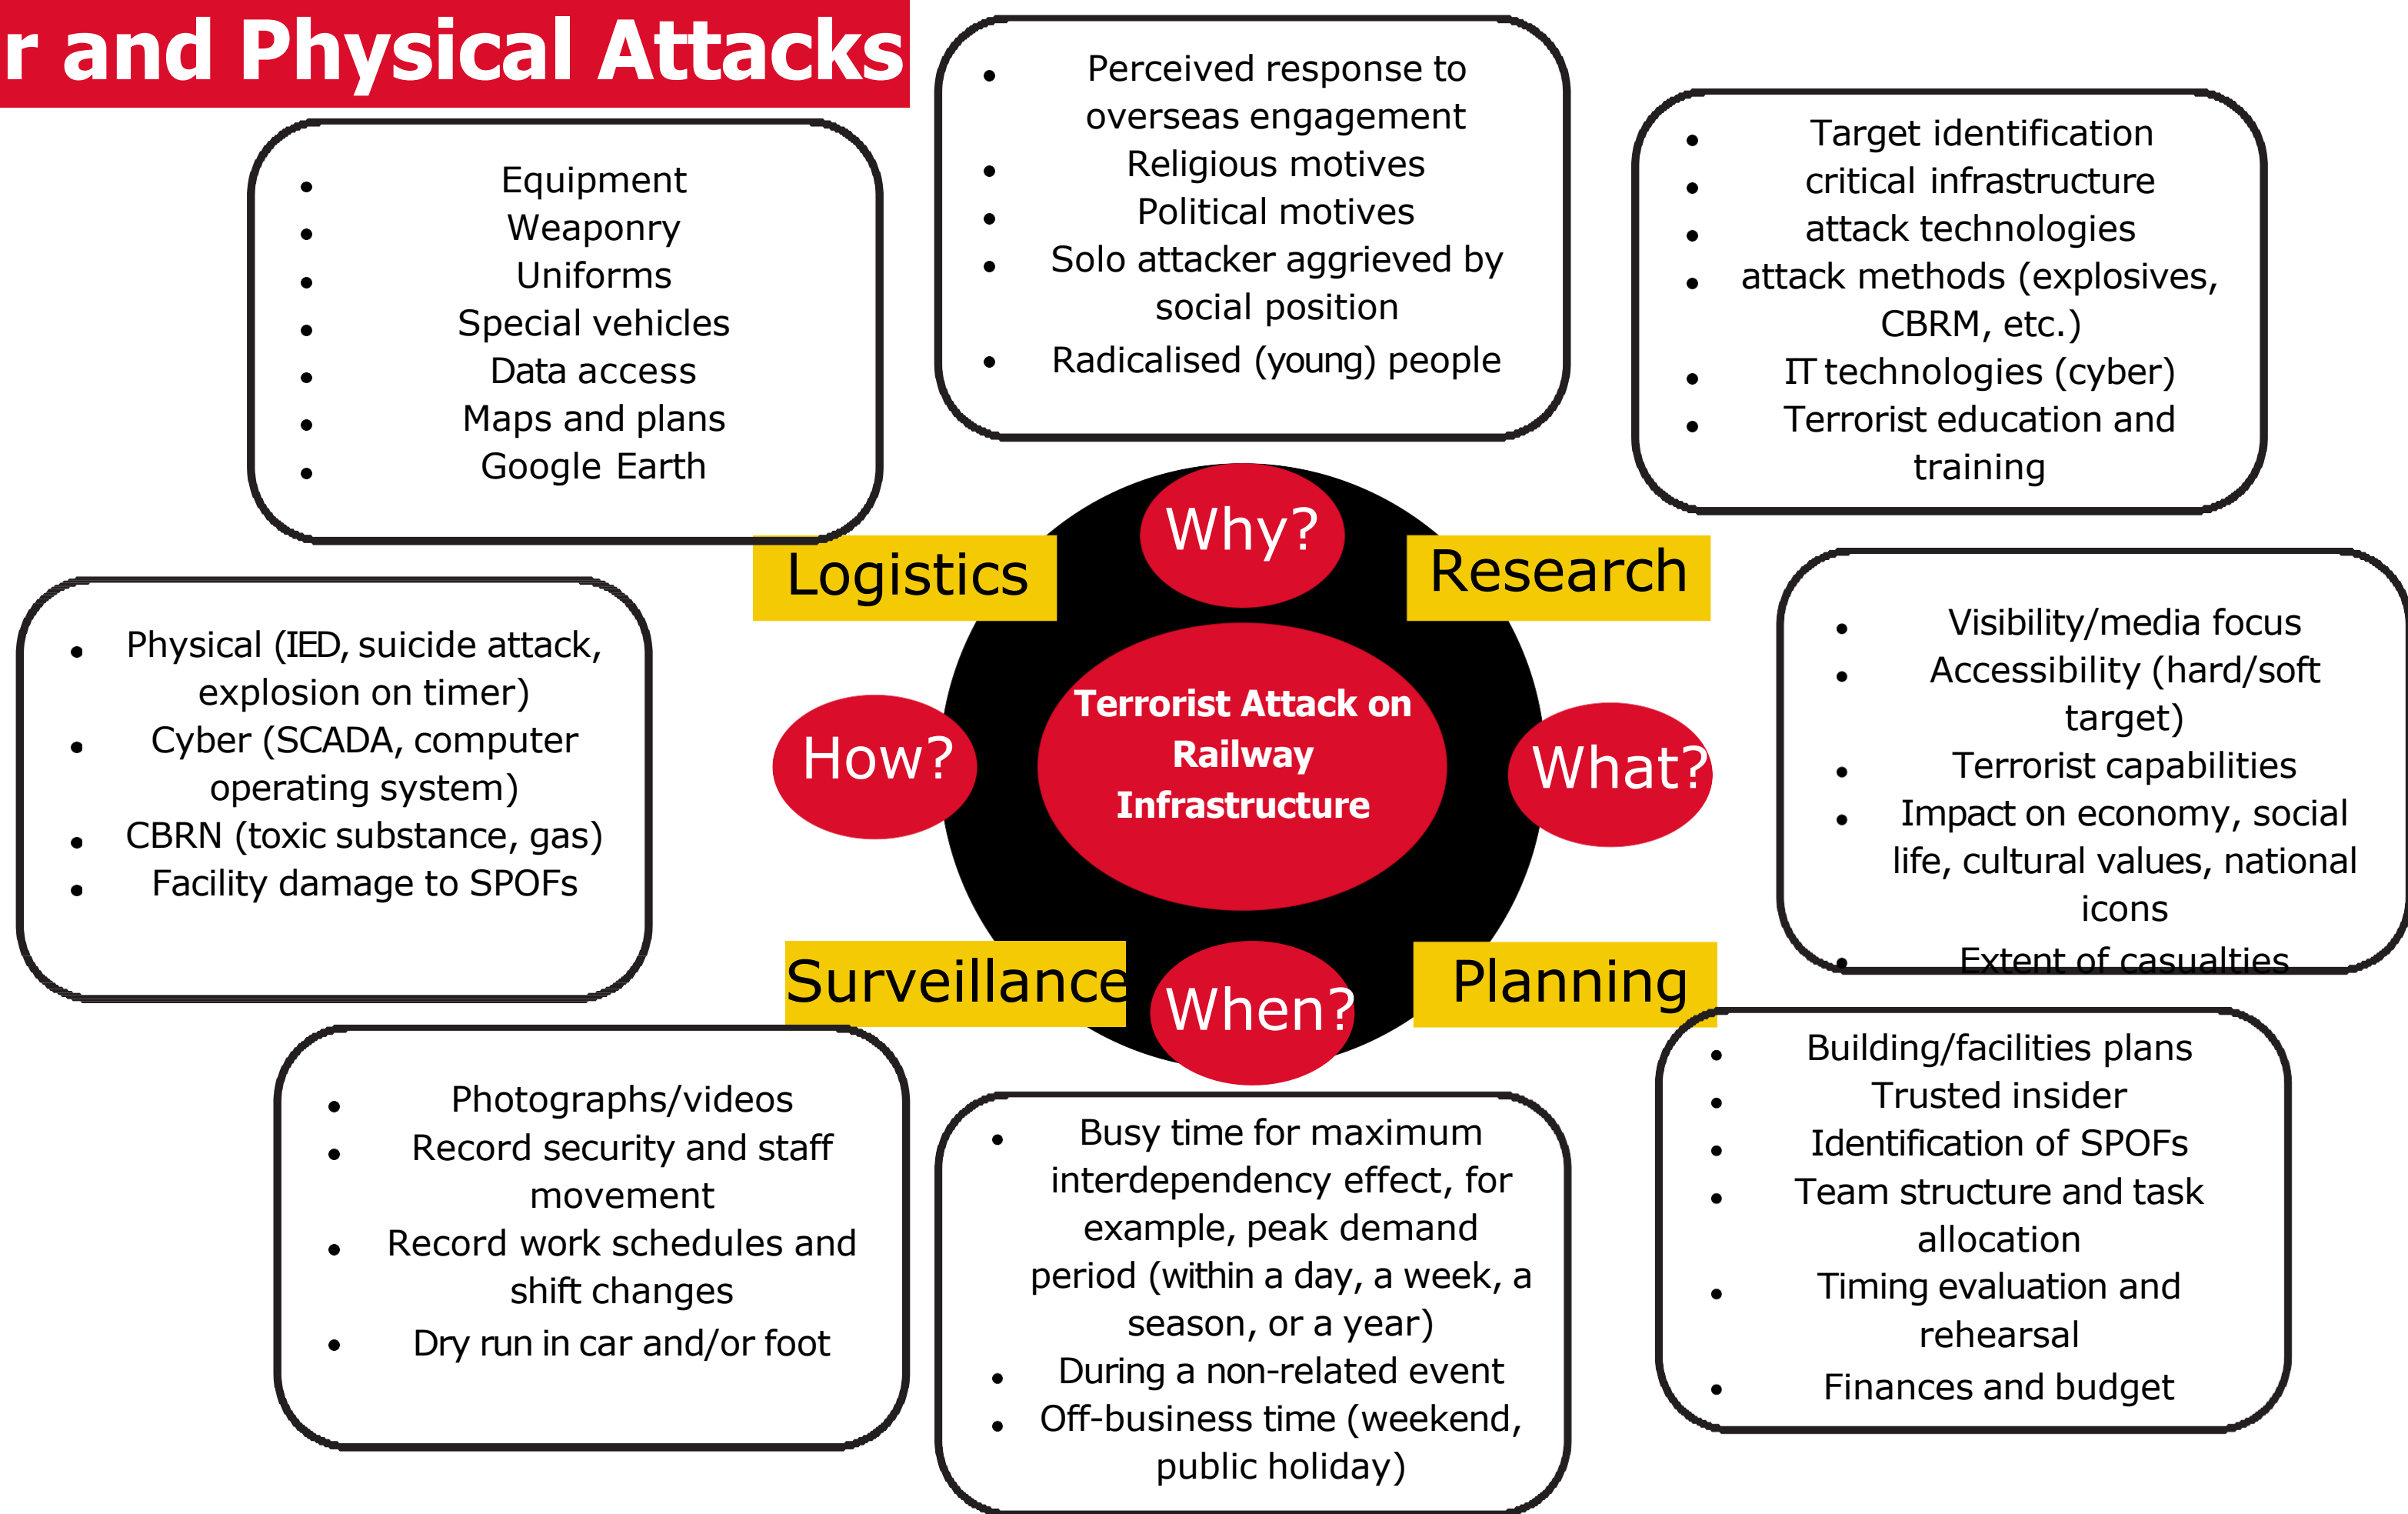 r and Physical Attacks
Equipment
Weaponry
Uniforms
Special vehicles
Data access
Maps and plans
Google Earth
Perceived response to
overseas engagement
Religious motives
Political motives
Solo attacker aggrieved by
social position
Radicalised (young) people
Target identification
critical infrastructure
attack technologies
attack methods (explosives,
CBRM, etc.)
IT technologies (cyber)
Terrorist education and
training
Logistics
Why?
Research
Physical (IED, suicide attack,
explosion on timer)
Cyber (SCADA, computer
operating system)
CBRN (toxic substance, gas)
Facility damage to SPOFs
How?
Terrorist Attack on
Railway
Infrastructure
What?
Visibility/media focus
Accessibility (hard/soft
target)
Terrorist capabilities
Impact on economy, social
life, cultural values, national
icons
Extent of casualties
Surveillance
When?
Planning
Photographs/videos
Record security and staff
movement
Record work schedules and
shift changes
Dry run in car and/or foot
Busy time for maximum
interdependency effect, for
example, peak demand
period (within a day, a week, a
season, or a year)
During a non-related event
Off-business time (weekend,
public holiday)
Building/facilities plans
Trusted insider
Identification of SPOFs
Team structure and task
allocation
Timing evaluation and
rehearsal
Finances and budget